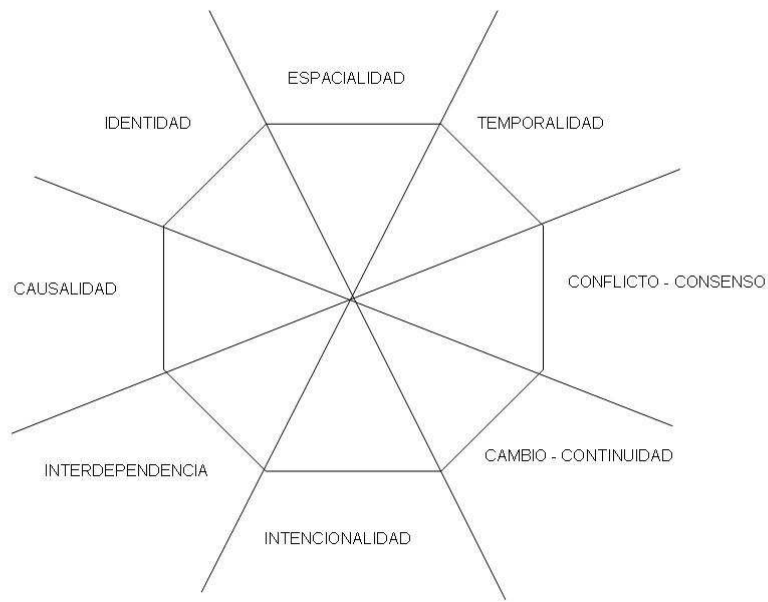 ESPACIALIDAD
IDENTIDAD
TEMPORALIDAD
CAUSALIDAD
CONFLICTO - CONSENSO
INTERDEPENDENCIA
CAMBIO - CONTINUIDAD
INTENCIONALIDAD